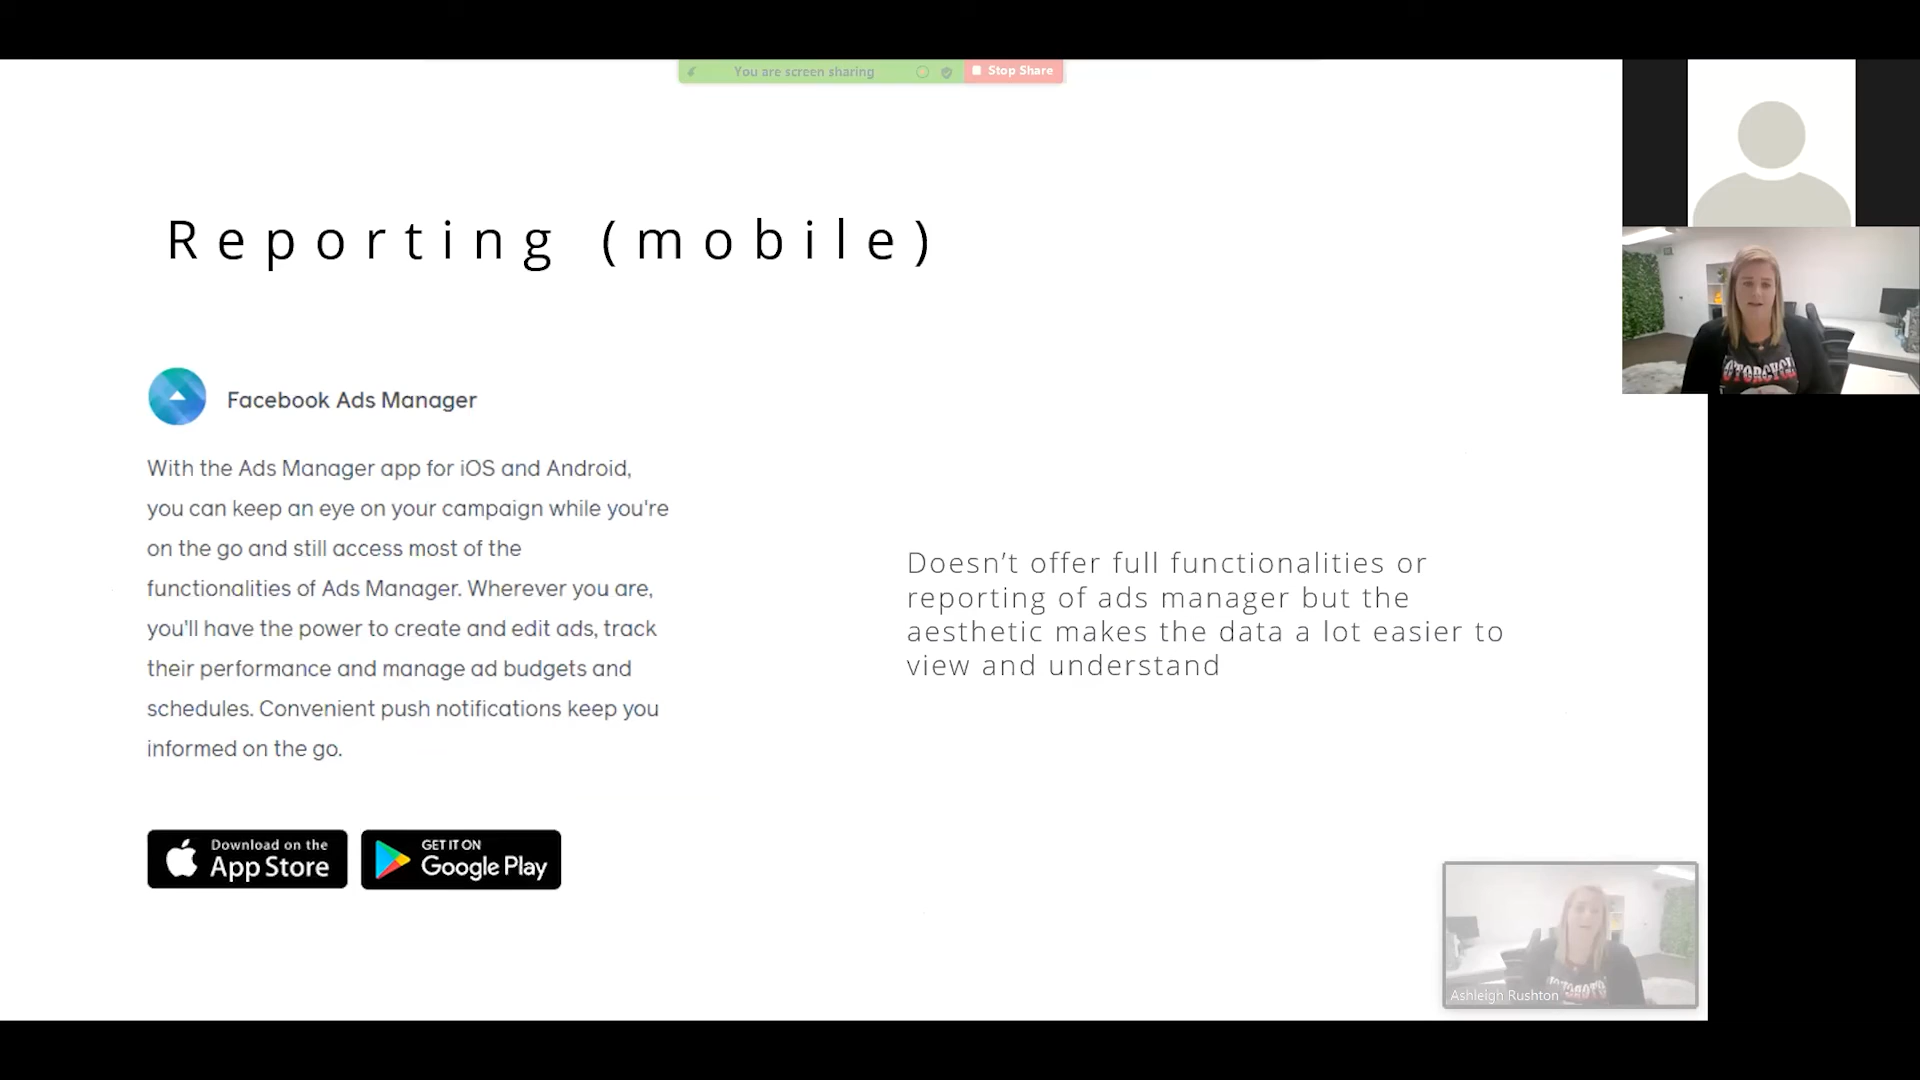 You are screen sharing
Stop Share
Reporting (mobile)
Facebook Ads Manager
With the Ads Manager app for iOS and Android,
you can keep an eye on your campaign while you're
on the go and still access most of the
functionalities of Ads Manager. Wherever you are,
you'll have the power to create and edit ads, track
their performance and manage ad budgets and
schedules. Convenient push notifications keep you
informed on the go.
Download on the
App Store
GET IT ON
Google Play
Doesn’t offer full functionalities or
reporting of ads manager but the
aesthetic makes the data a lot easier to
view and understand
Ashleigh Rushton